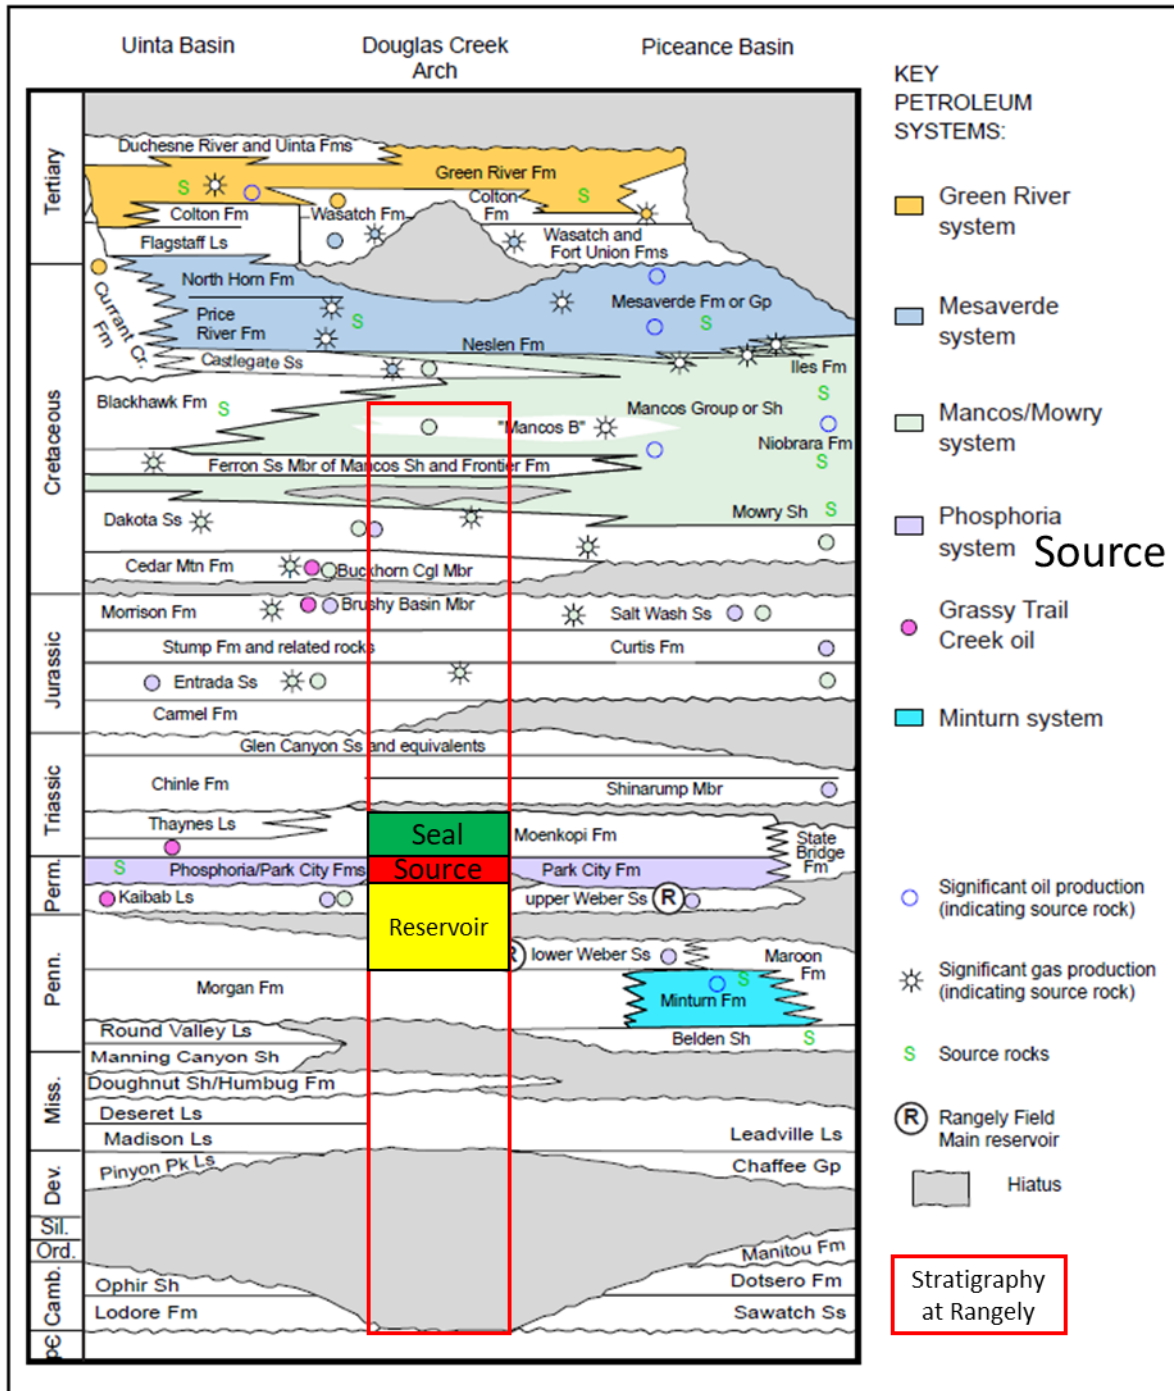 Uinta Basin
Douglas Creek
Arch
Piceance Basin
KEY
PETROLEUM
SYSTEMS:
Green River
system
Mesaverde
system
Mancos/Mowry
system
Phosphoria
system
Source
Grassy Trail
Creek oil
Minturn system
Significant oil production
(indicating source rock)
Significant gas production
(indicating source rock)
S
Source rocks
R
Rangely Field
Main reservoir
Hiatus
Stratigraphy
at Rangely
Tertiary
Duchesne River and Uinta Fms
Green River Fm
S
S
Colton Fm
Wasatch Fm
Colton
Fm
Flagstaff Ls
Wasatch and
Fort Union Fms
Cretaceous
Currant Cr.
Fm
North Horn Fm
Mesaverde Fm or Gp
Price
River Fm
S
S
Neslen Fm
Castlegate Ss
Iles Fm
Blackhawk Fm
S
S
Mancos Group or Sh
"Mancos B"
Niobrara Fm
S
Ferron Ss Mbr of Mancos Sh and Frontier Fm
Mowry Sh
S
Dakota Ss
Cedar Mtn Fm
Buckhorn Cgl Mbr
Jurassic
Morrison Fm
Brushy Basin Mbr
Salt Wash Ss
Stump Fm and related rocks
Curtis Fm
Entrada Ss
Carmel Fm
Glen Canyon Ss and equivalents
Triassic
Chinle Fm
Shinarump Mbr
Thaynes Ls
Seal
Moenkopi Fm
State
Bridge
Fm
Perm.
S
Phosphoria/Park City Fms
Source
Park City Fm
Kaibab Ls
Reservoir
upper Weber Ss
R
Penn.
R
lower Weber Ss
Maroon
Fm
Morgan Fm
S
Minturn Fm
Round Valley Ls
Belden Sh
S
Manning Canyon Sh
Miss.
Doughnut Sh/Humbug Fm
Deseret Ls
Madison Ls
Leadville Ls
Dev.
Pinyon Pk Ls
Chaffee Gp
Sil.
Ord.
Manitou Fm
Camb.
Ophir Sh
Dotsero Fm
Lodore Fm
Sawatch Ss
pЄ